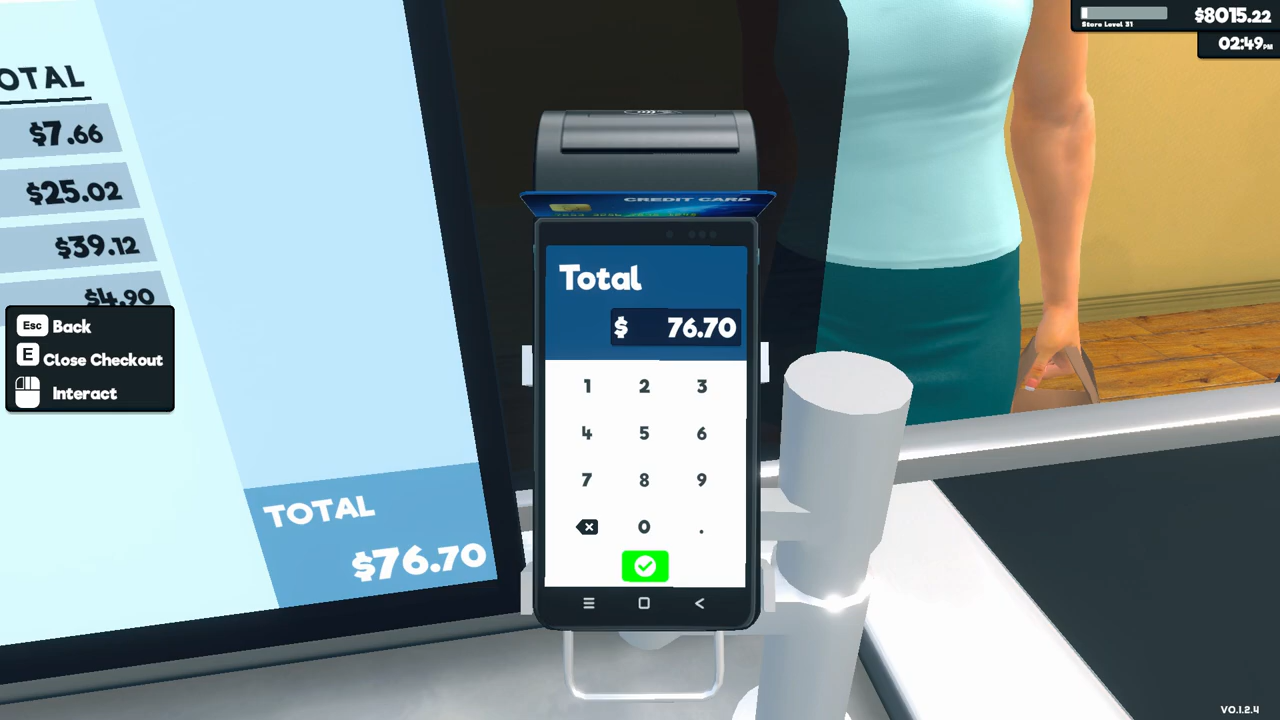 OTAL
$7.66
$25.02
$39.12
$4.90
Esc Back
E Close Checkout
Interact
TOTAL
$76.70
CREDIT CARD
Total
$ 76.70
1 2 3
4 5 6
7 8 9
0 .
$8015.22
Store Level 31
02:49PM
V0.1.2.4